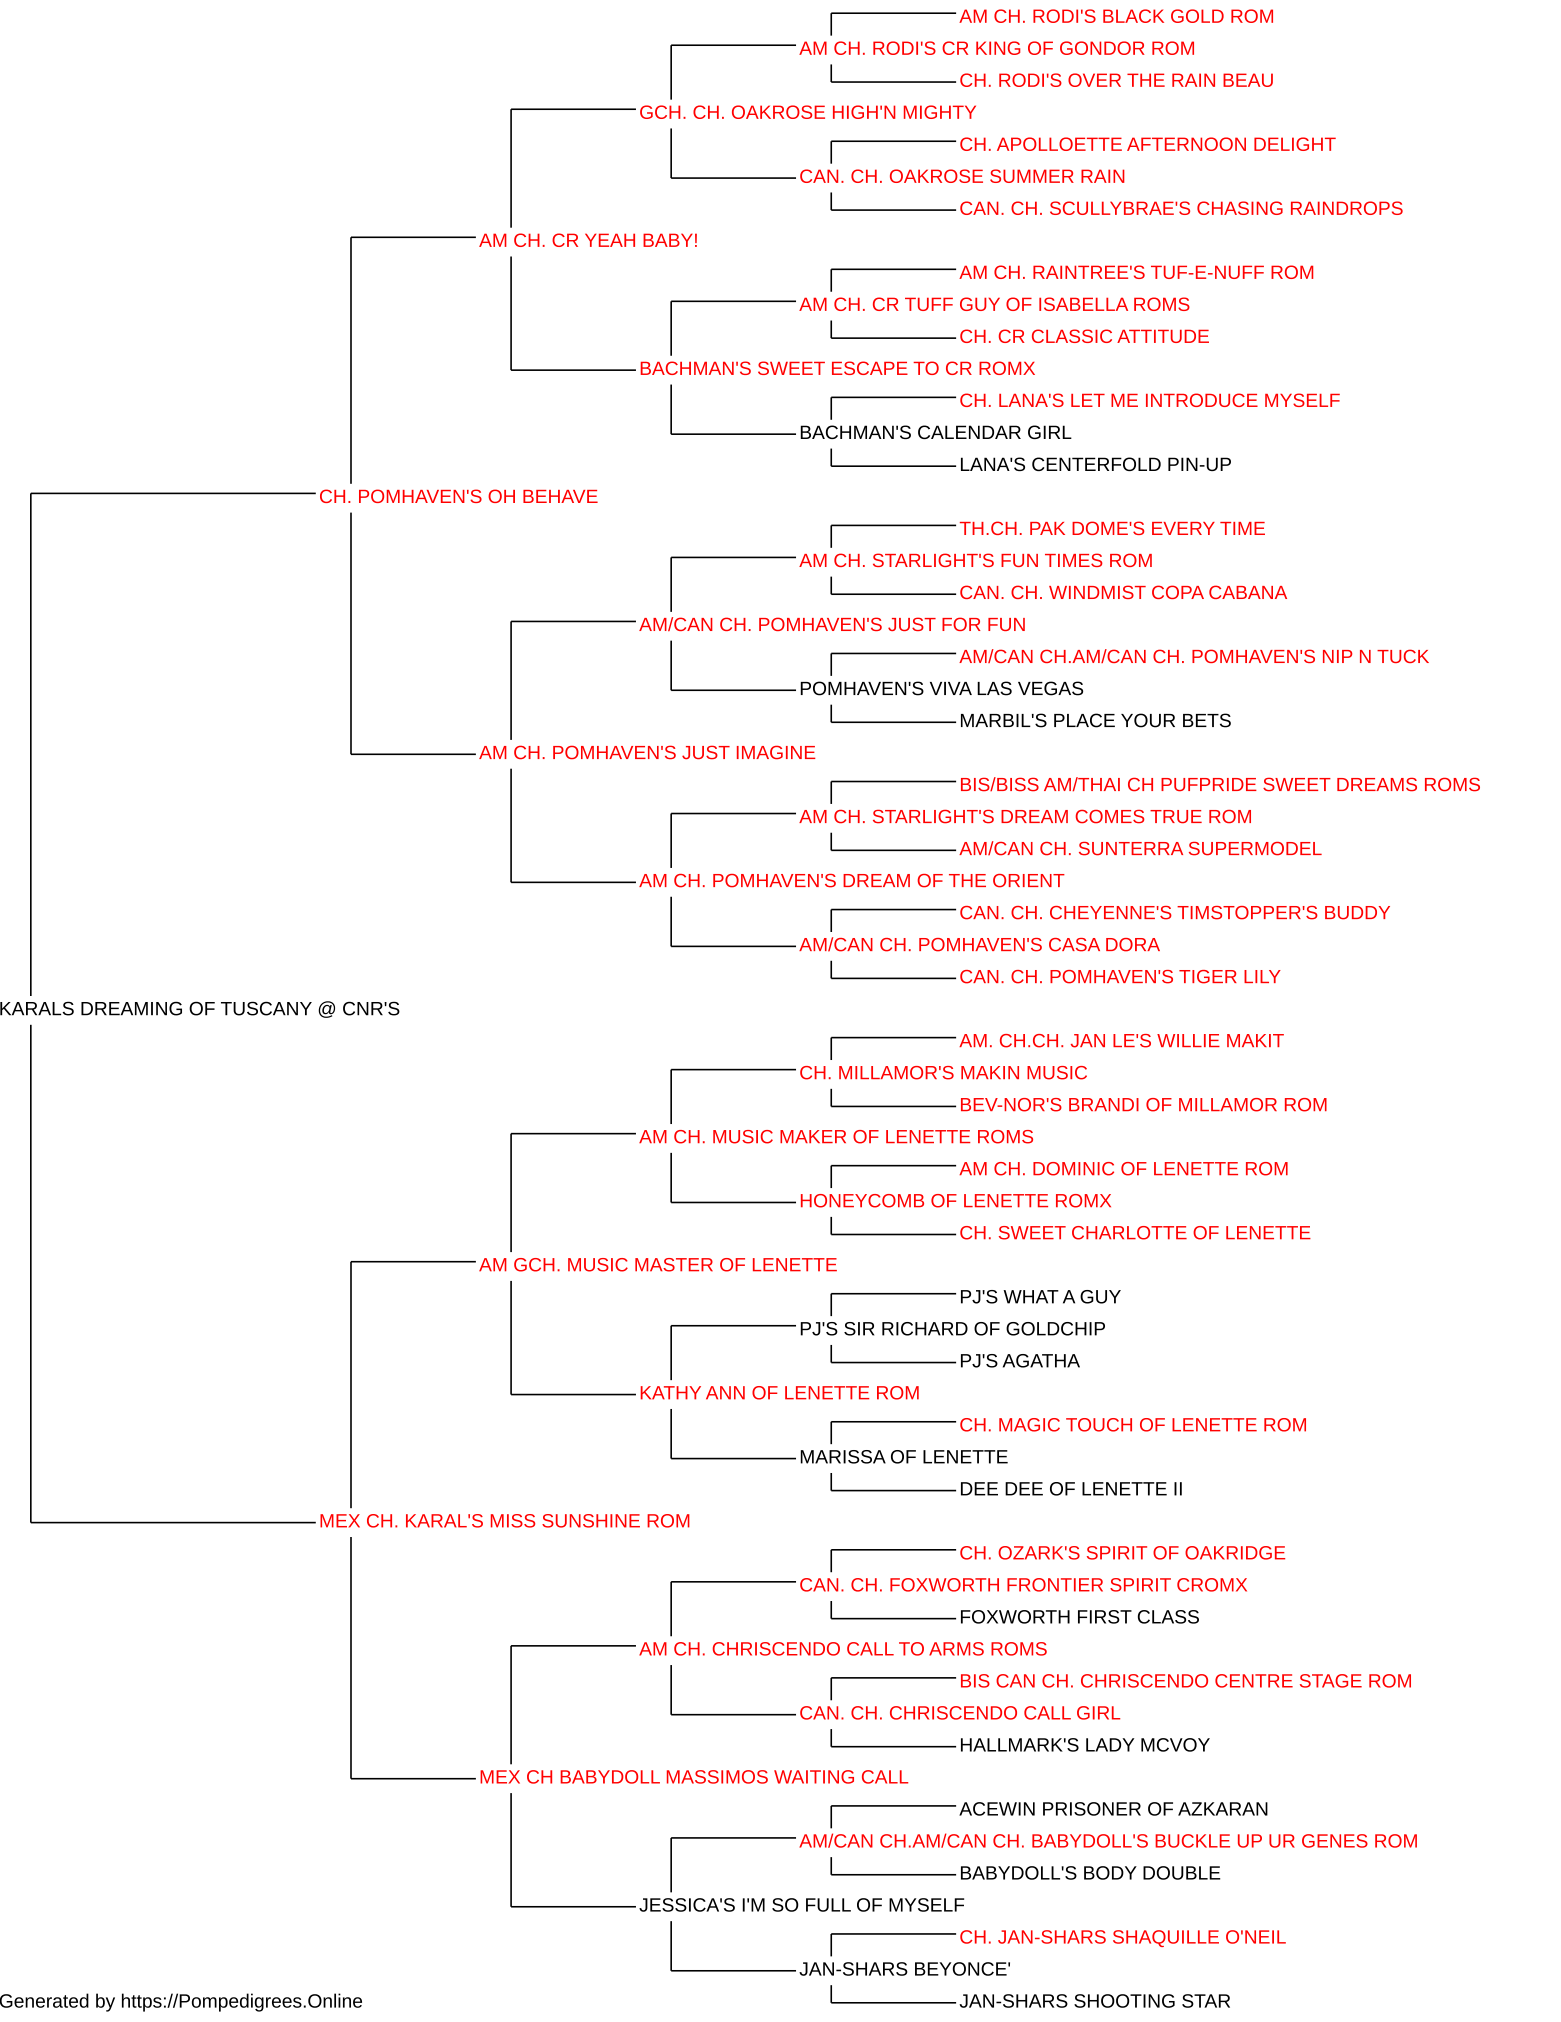 AM CH. RODI'S BLACK GOLD ROM
AM CH. RODI'S CR KING OF GONDOR ROM
CH. RODI'S OVER THE RAIN BEAU
GCH. CH. OAKROSE HIGH'N MIGHTY
CH. APOLLOETTE AFTERNOON DELIGHT
CAN. CH. OAKROSE SUMMER RAIN
CAN. CH. SCULLYBRAE'S CHASING RAINDROPS
AM CH. CR YEAH BABY!
AM CH. RAINTREE'S TUF-E-NUFF ROM
AM CH. CR TUFF GUY OF ISABELLA ROMS
CH. CR CLASSIC ATTITUDE
BACHMAN'S SWEET ESCAPE TO CR ROMX
CH. LANA'S LET ME INTRODUCE MYSELF
BACHMAN'S CALENDAR GIRL
LANA'S CENTERFOLD PIN-UP
CH. POMHAVEN'S OH BEHAVE
TH.CH. PAK DOME'S EVERY TIME
AM CH. STARLIGHT'S FUN TIMES ROM
CAN. CH. WINDMIST COPA CABANA
AM/CAN CH. POMHAVEN'S JUST FOR FUN
AM/CAN CH.AM/CAN CH. POMHAVEN'S NIP N TUCK
POMHAVEN'S VIVA LAS VEGAS
MARBIL'S PLACE YOUR BETS
AM CH. POMHAVEN'S JUST IMAGINE
BIS/BISS AM/THAI CH PUFPRIDE SWEET DREAMS ROMS
AM CH. STARLIGHT'S DREAM COMES TRUE ROM
AM/CAN CH. SUNTERRA SUPERMODEL
AM CH. POMHAVEN'S DREAM OF THE ORIENT
CAN. CH. CHEYENNE'S TIMSTOPPER'S BUDDY
AM/CAN CH. POMHAVEN'S CASA DORA
CAN. CH. POMHAVEN'S TIGER LILY
KARALS DREAMING OF TUSCANY @ CNR'S
AM. CH.CH. JAN LE'S WILLIE MAKIT
CH. MILLAMOR'S MAKIN MUSIC
BEV-NOR'S BRANDI OF MILLAMOR ROM
AM CH. MUSIC MAKER OF LENETTE ROMS
AM CH. DOMINIC OF LENETTE ROM
HONEYCOMB OF LENETTE ROMX
CH. SWEET CHARLOTTE OF LENETTE
AM GCH. MUSIC MASTER OF LENETTE
PJ'S WHAT A GUY
PJ'S SIR RICHARD OF GOLDCHIP
PJ'S AGATHA
KATHY ANN OF LENETTE ROM
CH. MAGIC TOUCH OF LENETTE ROM
MARISSA OF LENETTE
DEE DEE OF LENETTE II
MEX CH. KARAL'S MISS SUNSHINE ROM
CH. OZARK'S SPIRIT OF OAKRIDGE
CAN. CH. FOXWORTH FRONTIER SPIRIT CROMX
FOXWORTH FIRST CLASS
AM CH. CHRISCENDO CALL TO ARMS ROMS
BIS CAN CH. CHRISCENDO CENTRE STAGE ROM
CAN. CH. CHRISCENDO CALL GIRL
HALLMARK'S LADY MCVOY
MEX CH BABYDOLL MASSIMOS WAITING CALL
ACEWIN PRISONER OF AZKARAN
AM/CAN CH.AM/CAN CH. BABYDOLL'S BUCKLE UP UR GENES ROM
BABYDOLL'S BODY DOUBLE
JESSICA'S I'M SO FULL OF MYSELF
CH. JAN-SHARS SHAQUILLE O'NEIL
JAN-SHARS BEYONCE'
JAN-SHARS SHOOTING STAR
Generated by https://Pompedigrees.Online